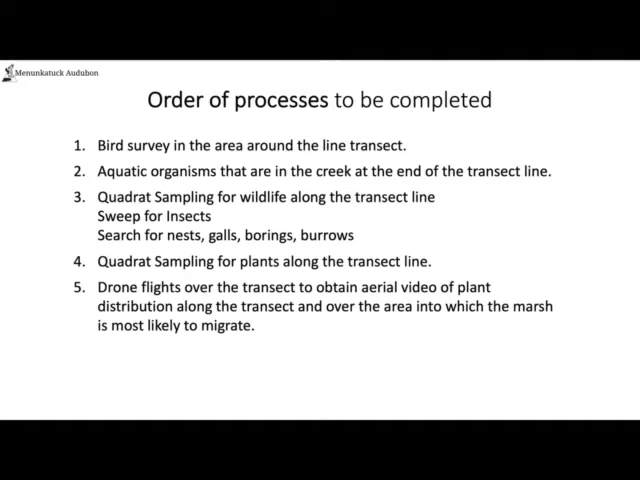 Menunkatuck Audubon
Order of processes to be completed
1. Bird survey in the area around the line transect.
2. Aquatic organisms that are in the creek at the end of the transect line.
3. Quadrat Sampling for wildlife along the transect line
Sweep for Insects
Search for nests, galls, borings, burrows
4. Quadrat Sampling for plants along the transect line.
5. Drone flights over the transect to obtain aerial video of plant
distribution along the transect and over the area into which the marsh
is most likely to migrate.